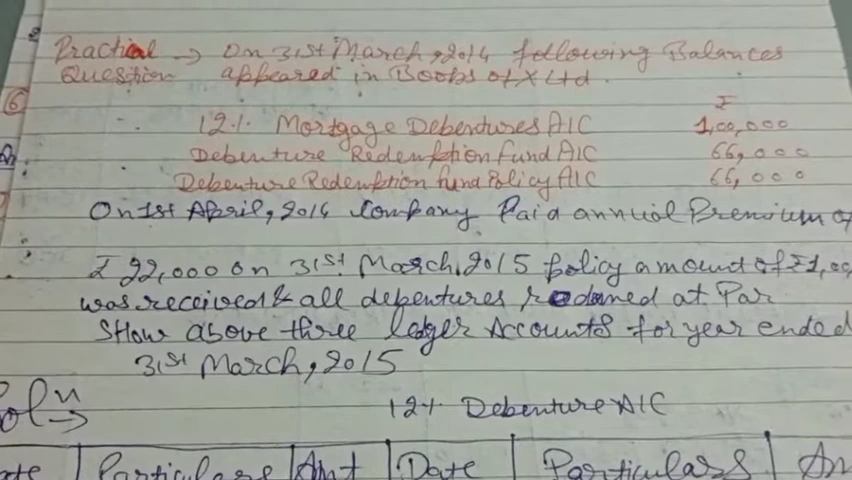 Practical → On 31st March, 2014 following Balances
Question appeared in Books of X Ltd.
6
₹
12% Mortgage Debentures A/C 1,00,000
Debenture Redemption Fund A/C 66,000
Debenture Redemption fund Policy A/C 66,000
On 1st April, 2014 Company Paid annual Premium of
₹ 22,000 on 31st March, 2015 Policy amount of ₹1,00
was received & all debentures redamed at Par
Show above three ledger Accounts for year ended
31st March, 2015
Soln →
12% Debenture A/C
ate Particulars Amt Date Particulars Am